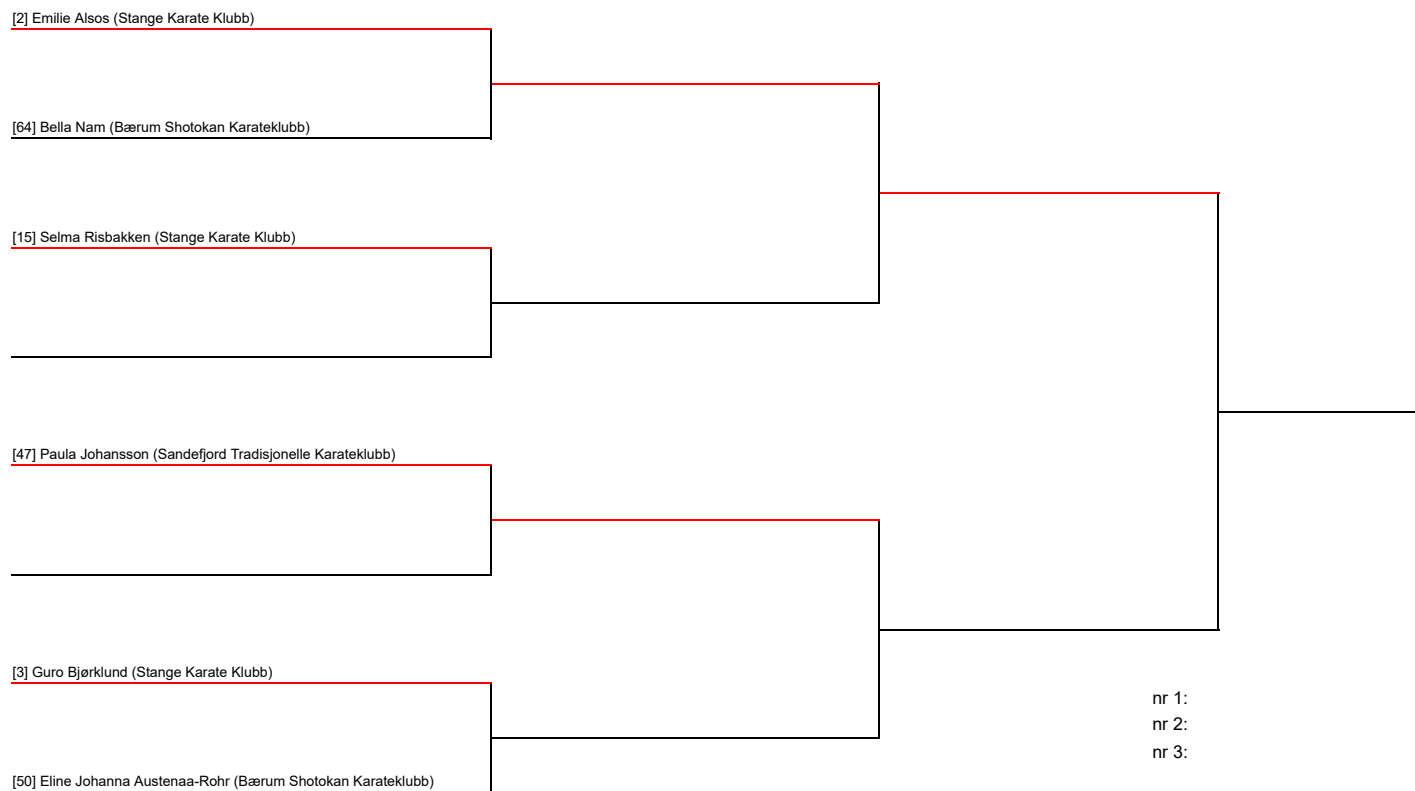 [2] Emilie Alsos (Stange Karate Klubb)
[64] Bella Nam (Bærum Shotokan Karateklubb)
[15] Selma Risbakken (Stange Karate Klubb)
[47] Paula Johansson (Sandefjord Tradisjonelle Karateklubb)
[3] Guro Bjørklund (Stange Karate Klubb)
nr 1:
nr 2:
nr 3:
[50] Eline Johanna Austenaa-Rohr (Bærum Shotokan Karateklubb)